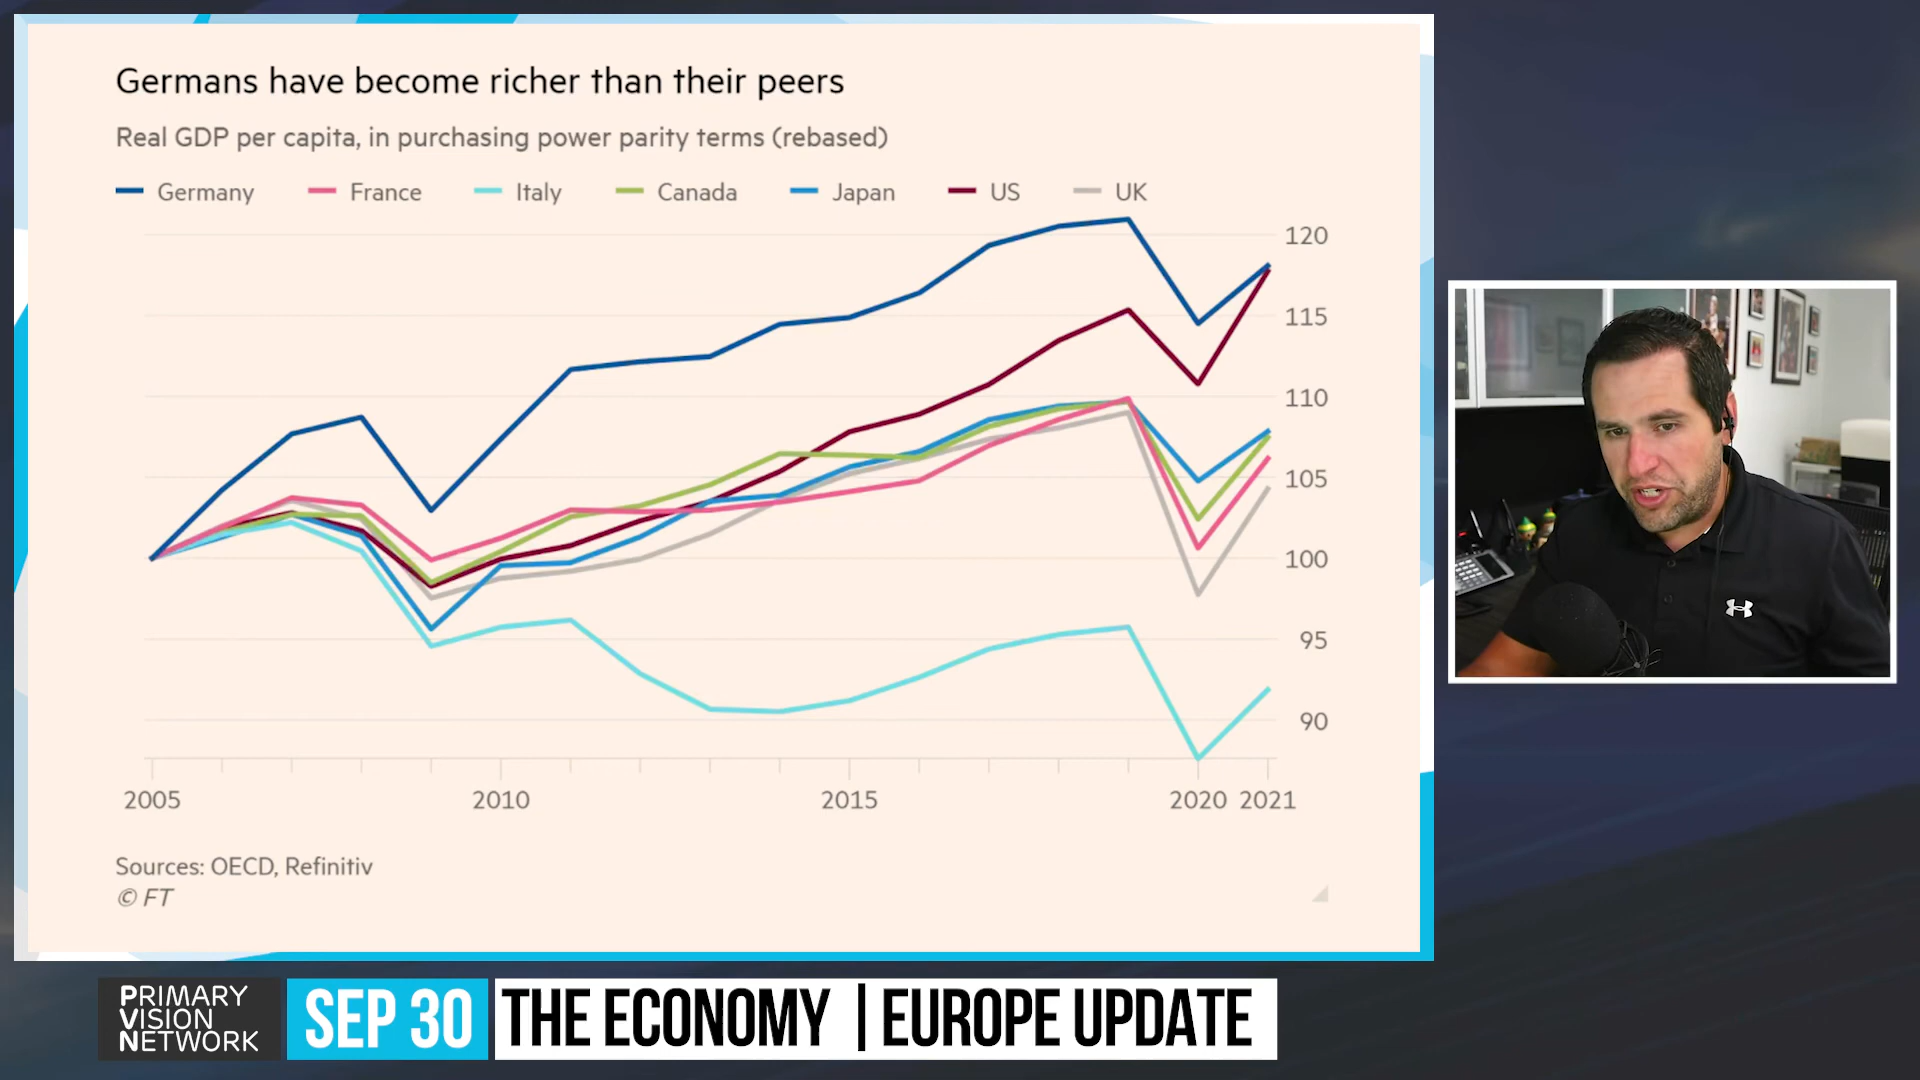 Germans have become richer than their peers
Real GDP per capita, in purchasing power parity terms (rebased)
Germany France Italy Canada Japan US UK
120
115
110
105
100
95
90
2005 2010 2015 2020 2021
Sources: OECD, Refinitiv
© FT
PRIMARY
VISION
NETWORK
SEP 30
THE ECONOMY | EUROPE UPDATE